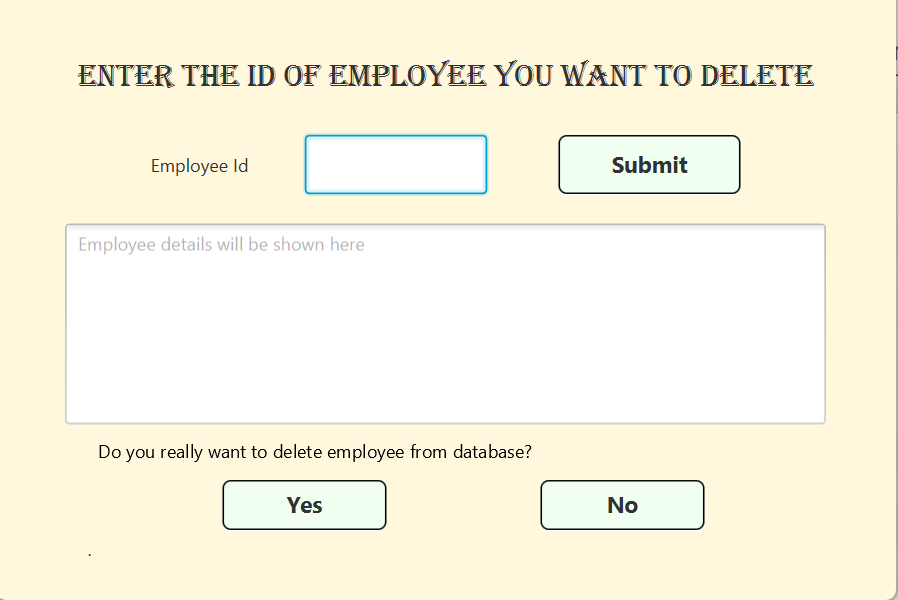 ENTER THE ID OF EMPLOYEE YOU WANT TO DELETE
Employee Id
Submit
Employee details will be shown here
Do you really want to delete employee from database?
Yes
No
.